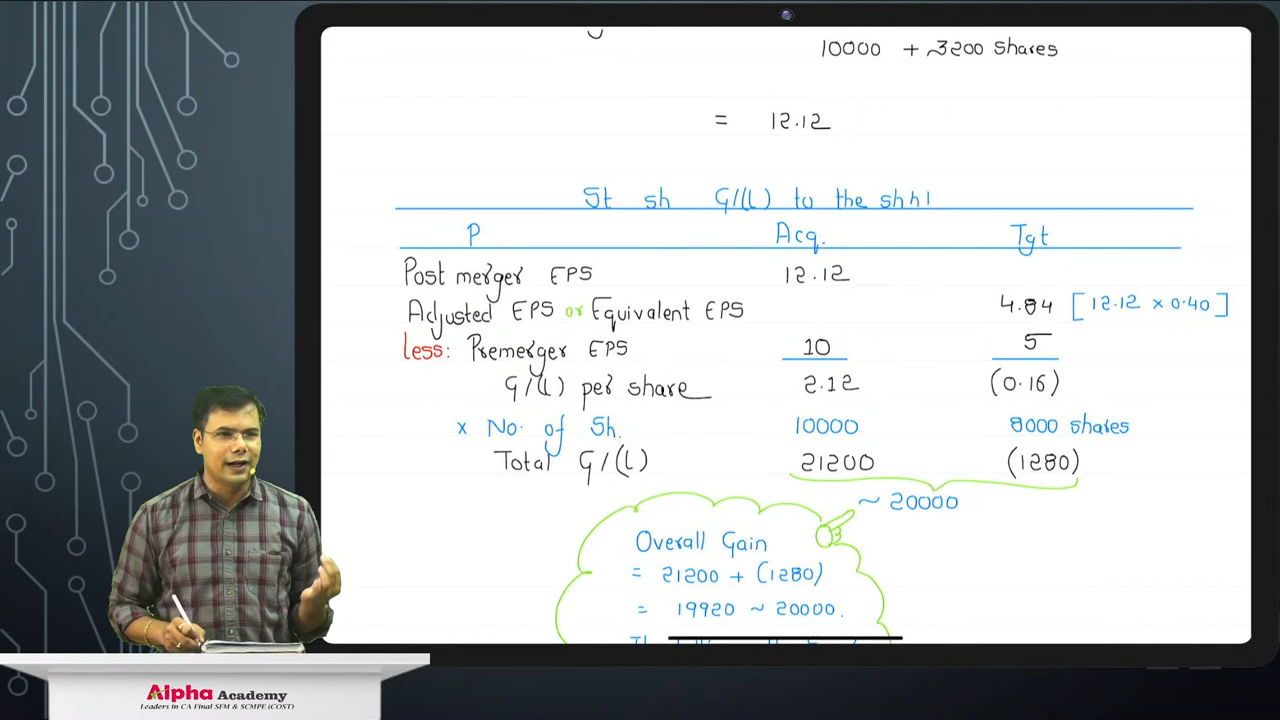 10000 + 3200 shares
= 12.12
St sh G/(L) to the shhl
P Acq. Tgt
Post merger EPS 12.12
Adjusted EPS or Equivalent EPS 4.84 [12.12 x 0.40]
less: Premerger EPS 10 5
G/(L) per share 2.12 (0.16)
x No. of Sh. 10000 8000 shares
Total G/(L) 21200 (1280)
~ 20000
Overall Gain
= 21200 + (1280)
= 19920 ~ 20000.
Alpha Academy
Leaders in CA Final SFM & SCMPE (COST)